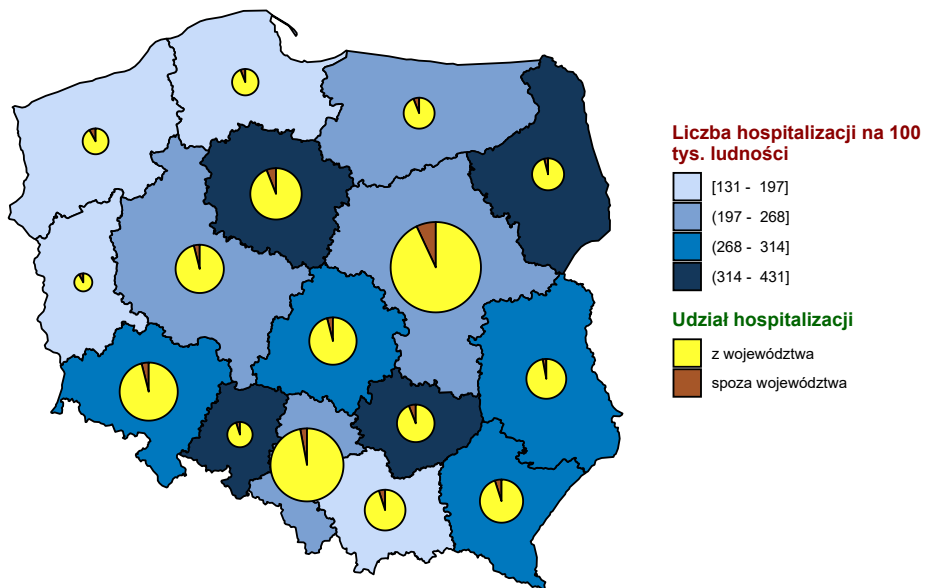 Liczba hospitalizacji na 100
tys. ludności
[131 - 197]
(197 - 268]
(268 - 314]
(314 - 431]
Udział hospitalizacji
z województwa
spoza województwa